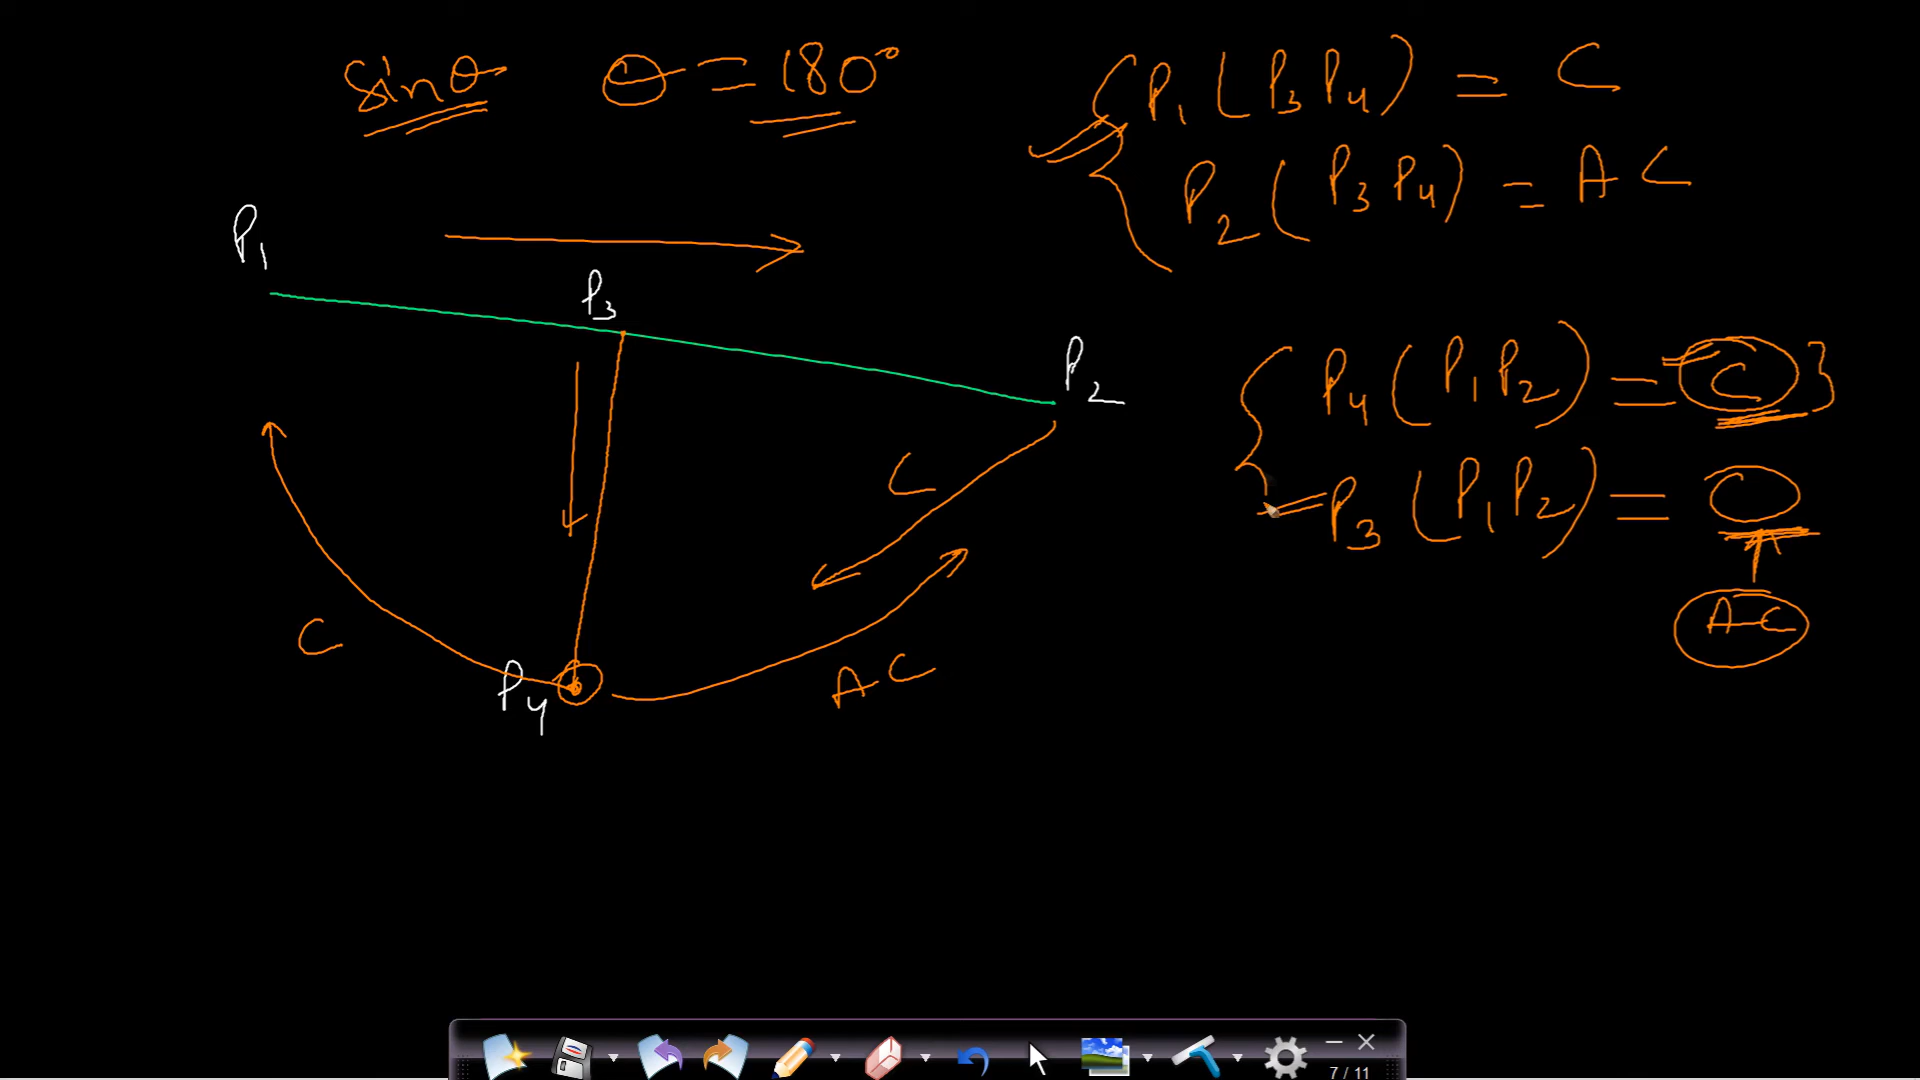 sinθ θ = 180°
P1 (P3 P4) = C
P2 (P3 P4) = AC
P1
P3
P2
P4 (P1 P2) = C
P3 (P1 P2) = 0
AC
C
C
AC
P4
7 / 11